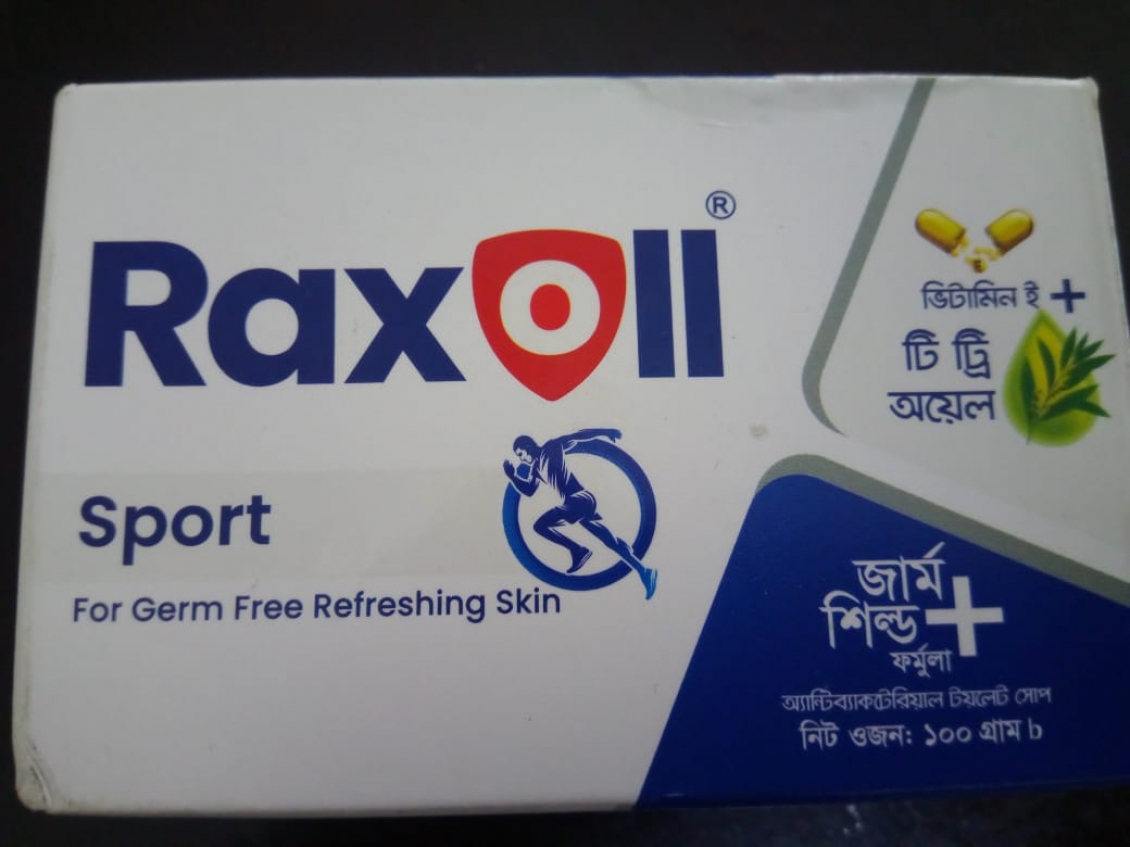 Raxoll®
Sport
For Germ Free Refreshing Skin
ভিটামিন ই +
টি ট্রি
অয়েল
জার্ম
শিল্ড+
ফর্মুলা
অ্যান্টিব্যাকটেরিয়াল টয়লেট সোপ
নিট ওজন: ১০০ গ্রাম b